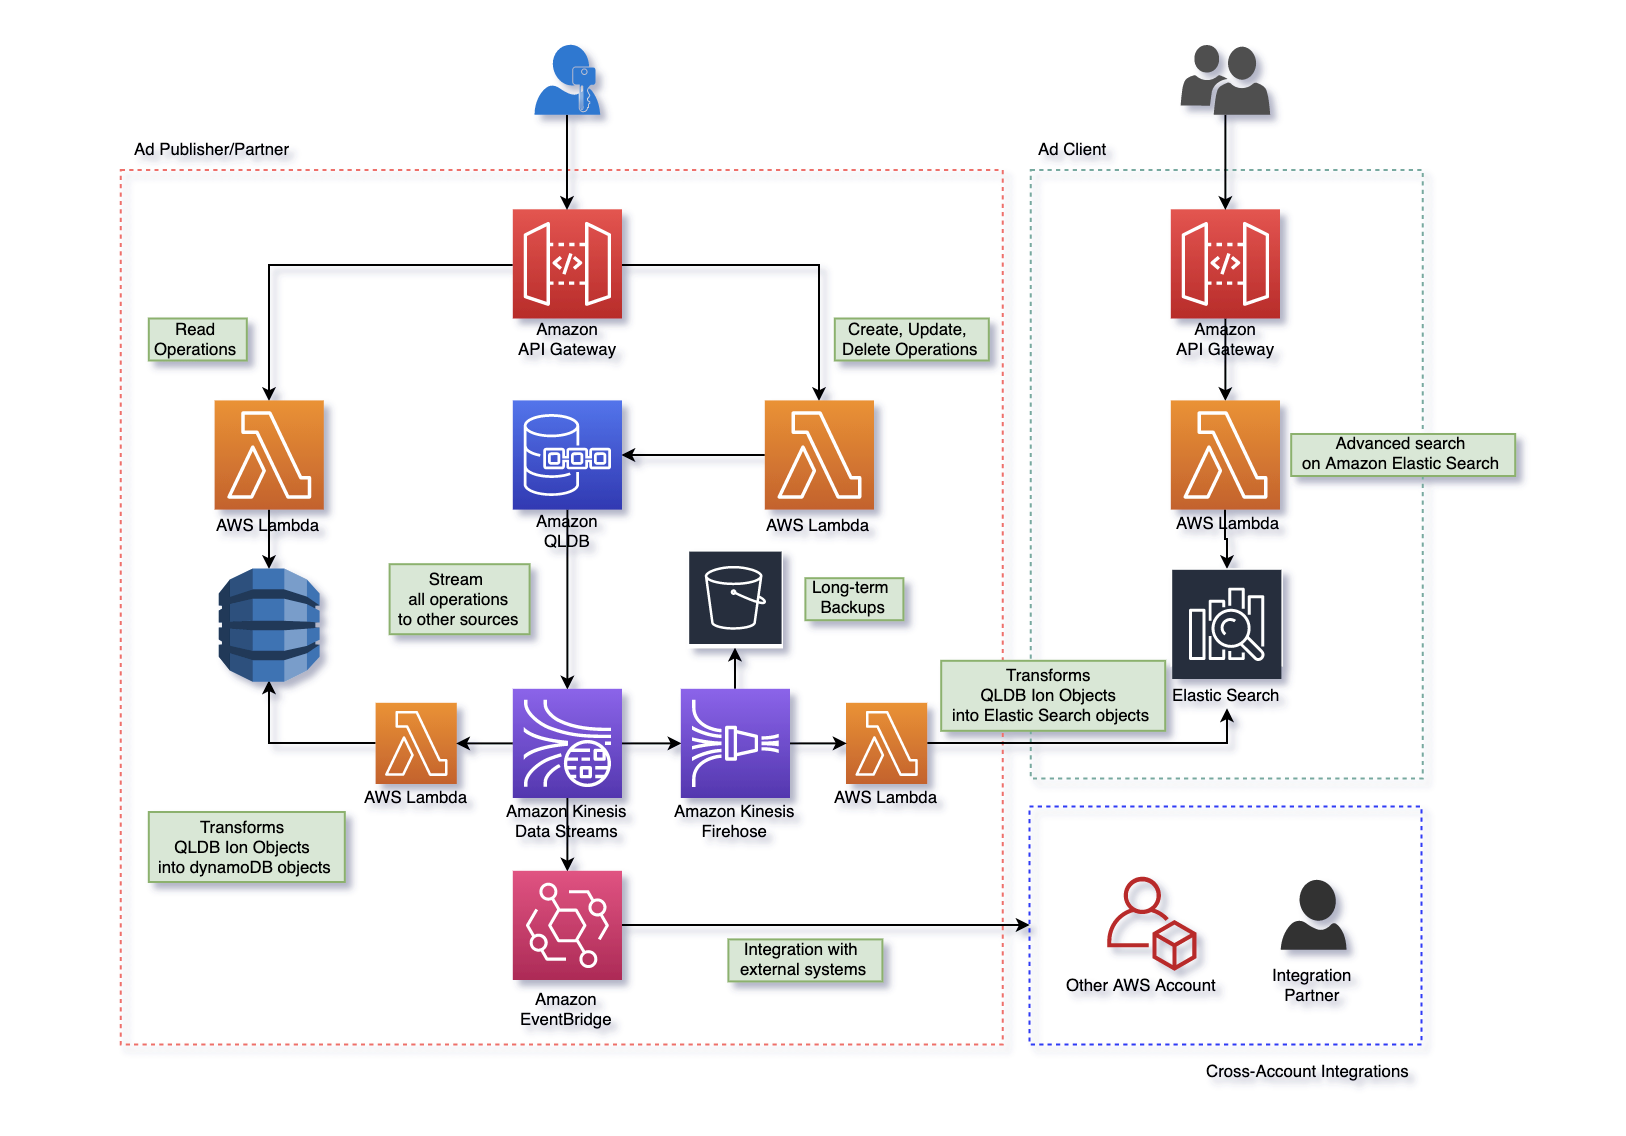 Ad Publisher/Partner
Ad Client
Amazon
API Gateway
Amazon
API Gateway
Read
Operations
Create, Update,
Delete Operations
AWS Lambda
Amazon
QLDB
AWS Lambda
AWS Lambda
Advanced search
on Amazon Elastic Search
Stream
all operations
to other sources
Long-term
Backups
Elastic Search
Transforms
QLDB Ion Objects
into Elastic Search objects
AWS Lambda
Amazon Kinesis
Data Streams
Amazon Kinesis
Firehose
AWS Lambda
Transforms
QLDB Ion Objects
into dynamoDB objects
Amazon
EventBridge
Integration with
external systems
Other AWS Account
Integration
Partner
Cross-Account Integrations